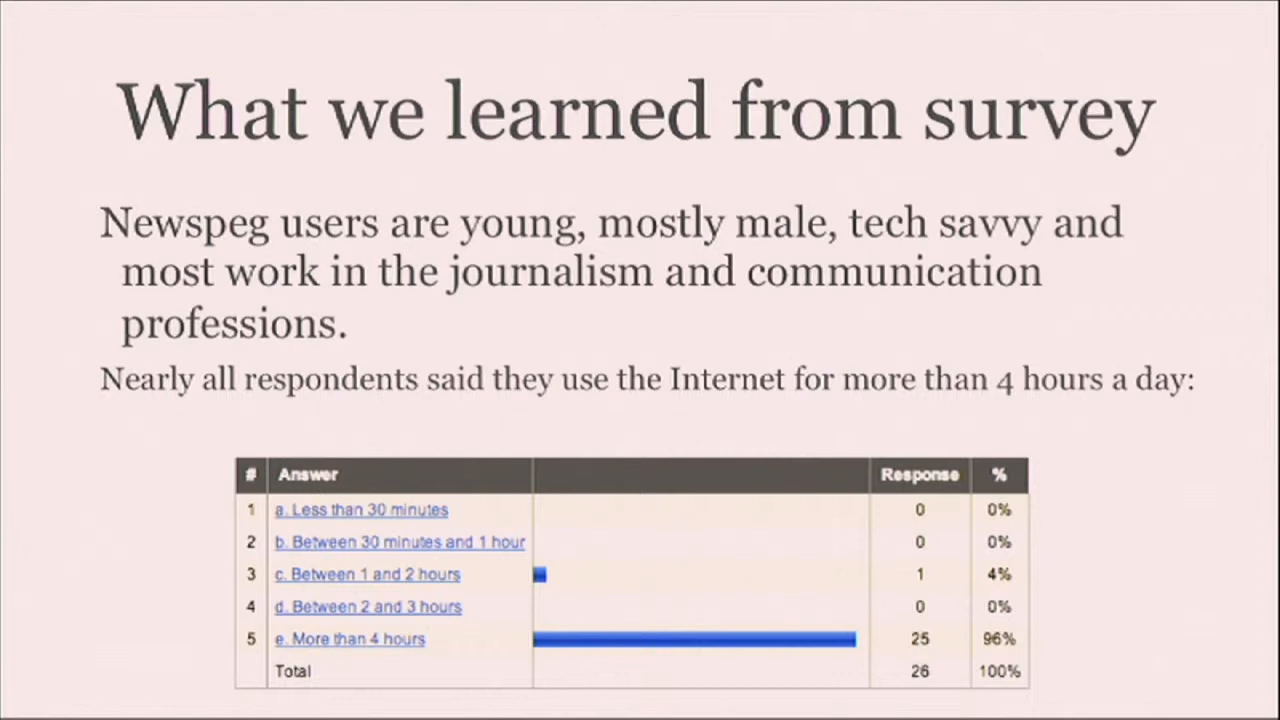 What we learned from survey
Newspeg users are young, mostly male, tech savvy and
most work in the journalism and communication
professions.
Nearly all respondents said they use the Internet for more than 4 hours a day:
# Answer Response %
1 a. Less than 30 minutes 0 0%
2 b. Between 30 minutes and 1 hour 0 0%
3 c. Between 1 and 2 hours 1 4%
4 d. Between 2 and 3 hours 0 0%
5 e. More than 4 hours 25 96%
Total 26 100%